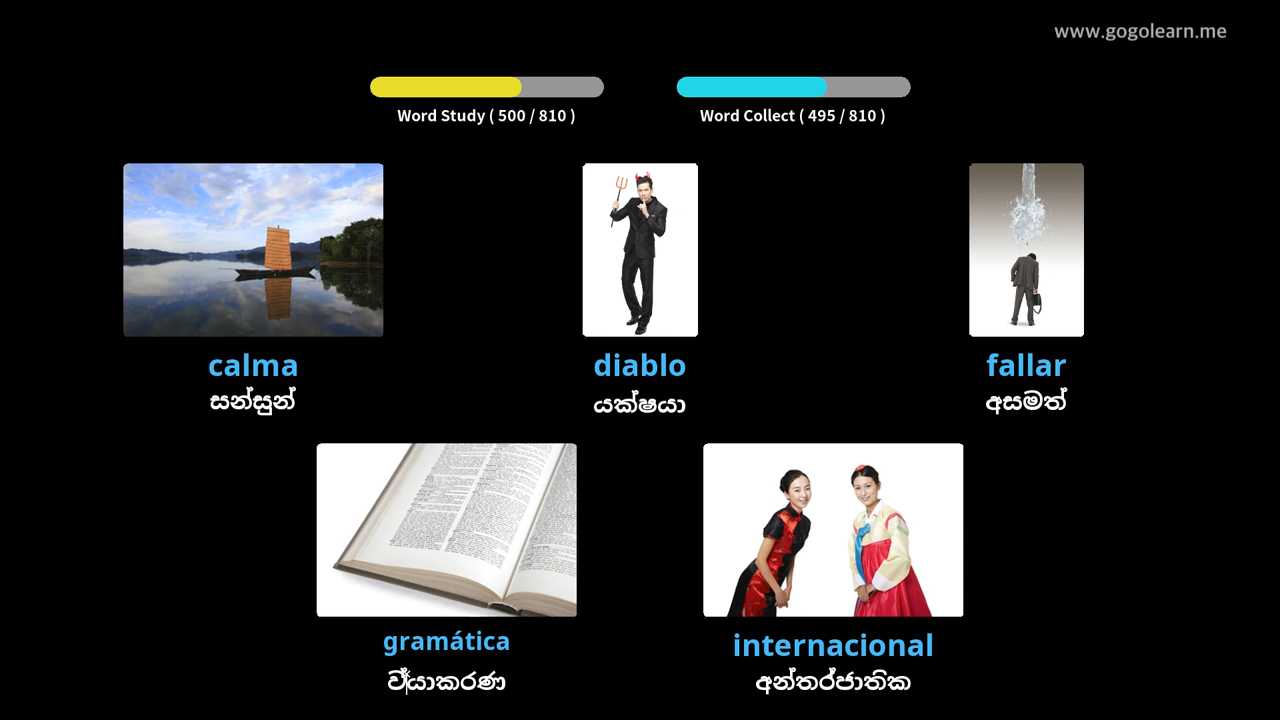 www.gogolearn.me
Word Study ( 500 / 810 )
Word Collect ( 495 / 810 )
calma
සන්සුන්
diablo
යක්ෂයා
fallar
අසමත්
gramática
ව්යාකරණ
internacional
අන්තර්ජාතික